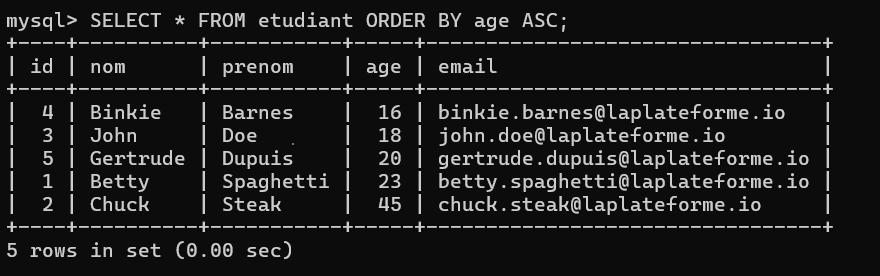 mysql> SELECT * FROM etudiant ORDER BY age ASC;
+----+----------+----------+-----+---------------------------------+
| id | nom      | prenom   | age | email                           |
+----+----------+----------+-----+---------------------------------+
|  4 | Binkie   | Barnes    |  16 | binkie.barnes@laplateforme.io   |
|  3 | John     | Doe       |  18 | john.doe@laplateforme.io        |
|  5 | Gertrude | Dupuis    |  20 | gertrude.dupuis@laplateforme.io |
|  1 | Betty    | Spaghetti |  23 | betty.spaghetti@laplateforme.io |
|  2 | Chuck    | Steak     |  45 | chuck.steak@laplateforme.io     |
+----+----------+-----------+-----+---------------------------------+
5 rows in set (0.00 sec)